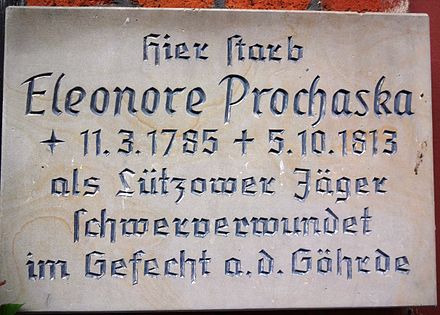 Hier starb
Eleonore Prochaska
+ 11.3.1785 + 5.10.1813
als Lützower Jäger
schwerverwundet
im Gefecht a.d. Göhrde